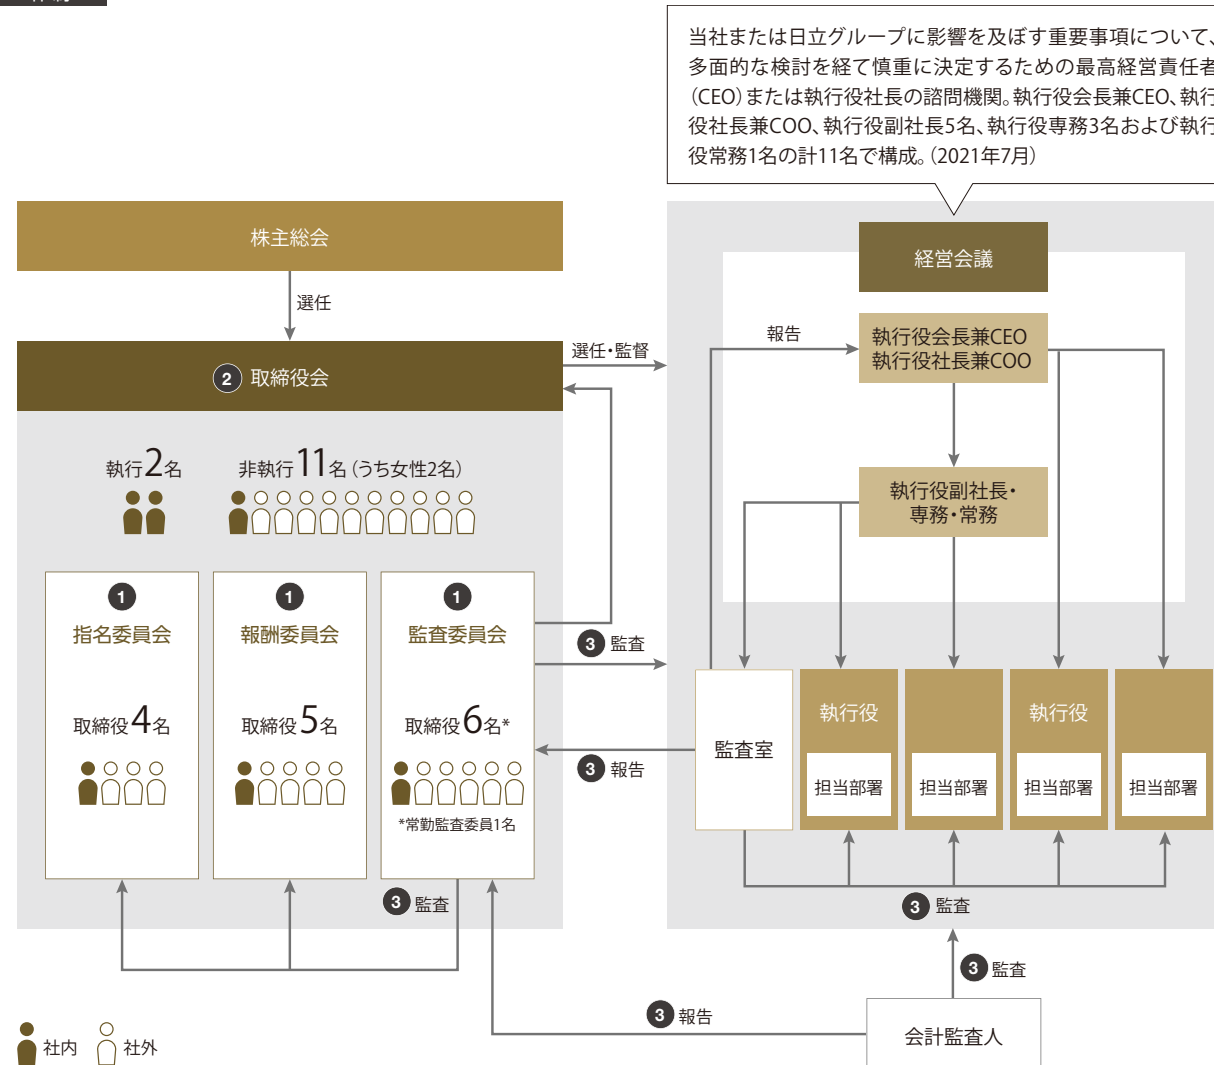 当社または日立グループに影響を及ぼす重要事項について、
多面的な検討を経て慎重に決定するための最高経営責任者
(CEO)または執行役社長の諮問機関。執行役会長兼CEO、執行
役社長兼COO、執行役副社長5名、執行役専務3名および執行
役常務1名の計11名で構成。(2021年7月)
株主総会
選任
2 取締役会
選任・監督
執行2名
非執行11名(うち女性2名)
1
指名委員会
取締役4名
1
報酬委員会
取締役5名
1
監査委員会
取締役6名*
*常勤監査委員1名
3 監査
3 監査
3 報告
経営会議
報告
執行役会長兼CEO
執行役社長兼COO
執行役副社長・
専務・常務
監査室
執行役
執行役
担当部署
担当部署
担当部署
担当部署
3 監査
3 監査
3 報告
会計監査人
社内
社外